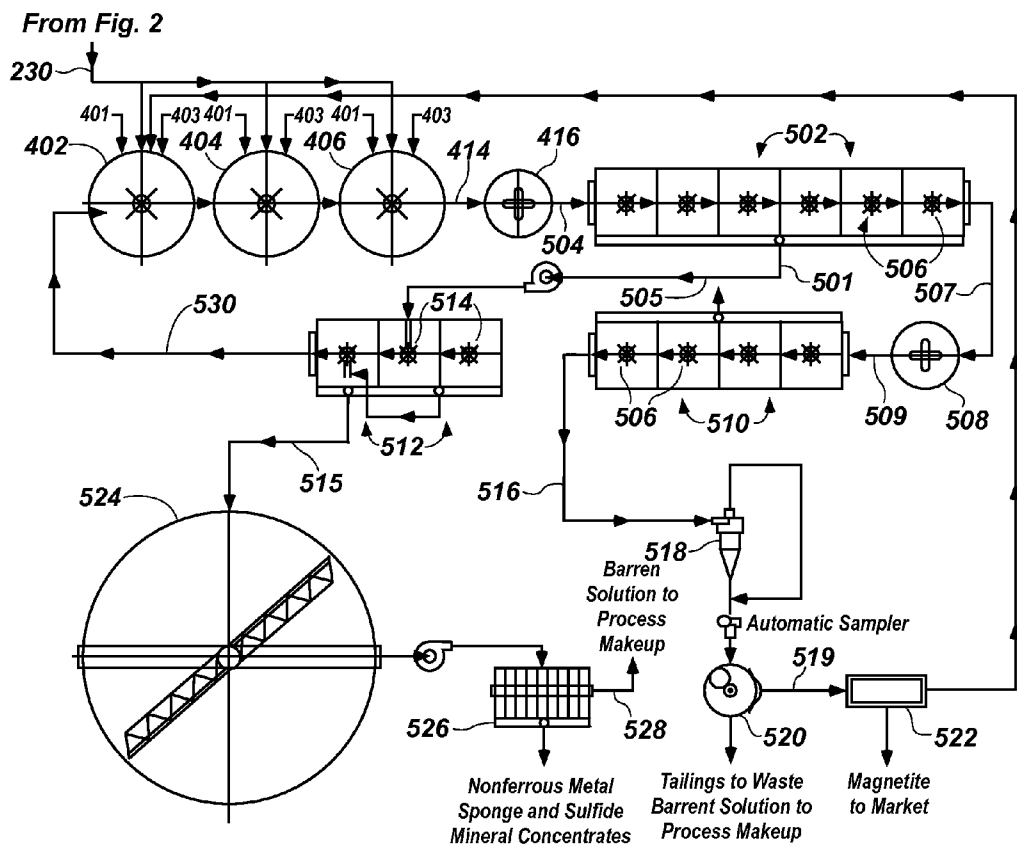 From Fig. 2
230
401
403
401
403
401
403
402
404
406
414
416
502
504
506
501
505
507
530
514
512
506
510
509
508
515
516
524
518
Barren
Solution to
Process
Makeup
Automatic Sampler
519
526
528
520
522
Nonferrous Metal
Sponge and Sulfide
Mineral Concentrates
Tailings to Waste
Barrent Solution to
Process Makeup
Magnetite
to Market